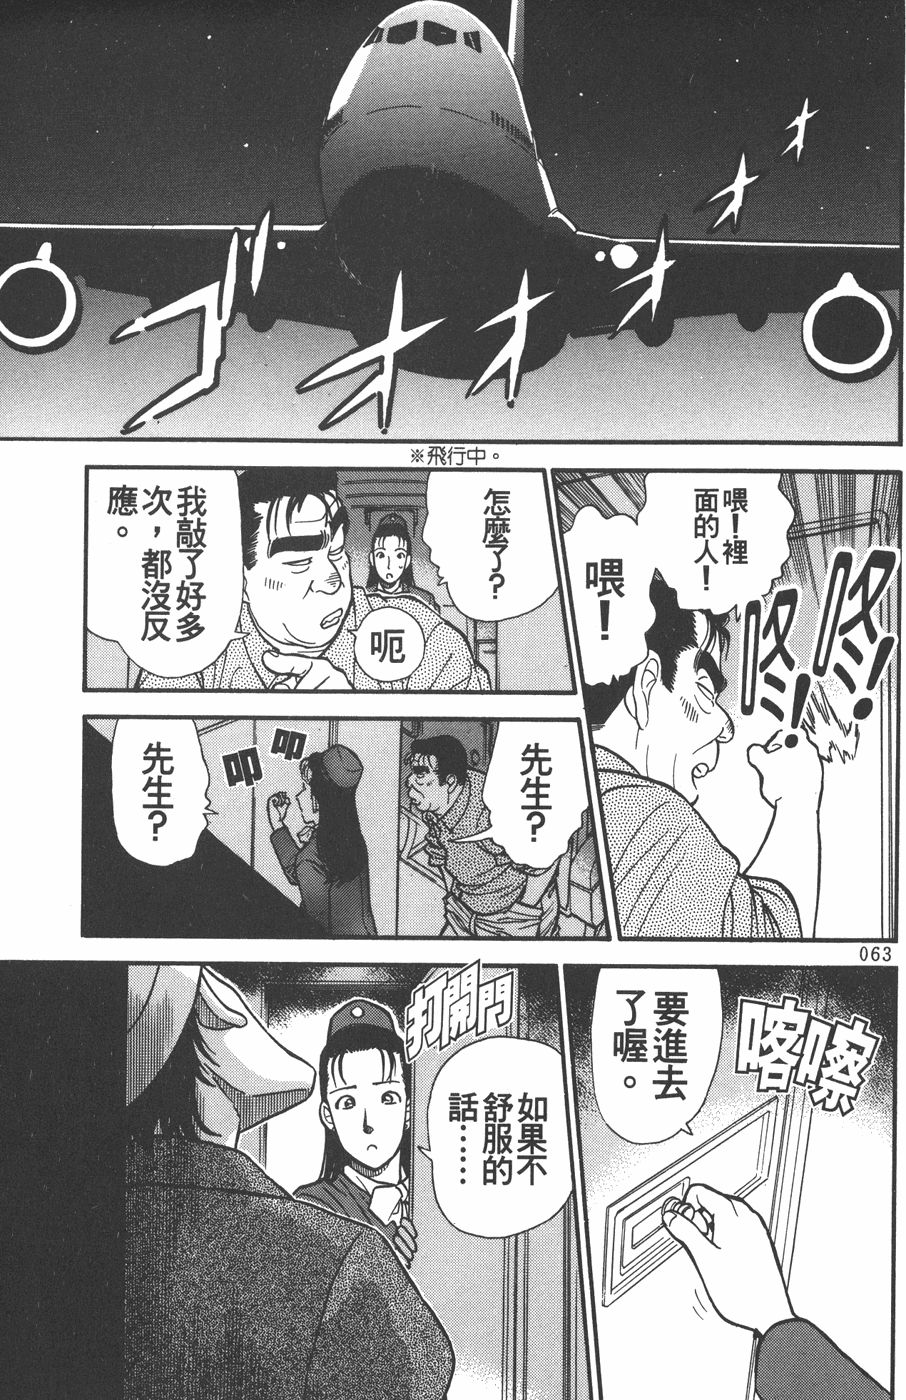 ゴオオオオオ
※飛行中。
喂！裡
面的人！
喂！
咚！
咚！
怎麼了？
呃
我敲了好多
次，都沒反
應。
先生？
叩
叩
先生？
063
喀嚓
要進去
了喔。
打開門
如果不
舒服的
話……